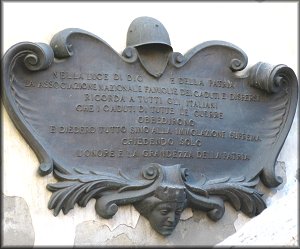 NELLA LUCE DI DIO E DELLA PATRIA
LA ASSOCIAZIONE NAZIONALE FAMIGLIE DEI CADUTI E DISPERSI
RICORDA A TUTTI GLI ITALIANI
CHE I CADUTI DI TUTTE LE GUERRE
OBBEDIRONO
E DIEDERO TUTTO SINO ALLA IMMOLAZIONE SUPREMA
CHIEDENDO SOLO
L'ONORE E LA GRANDEZZA DELLA PATRIA